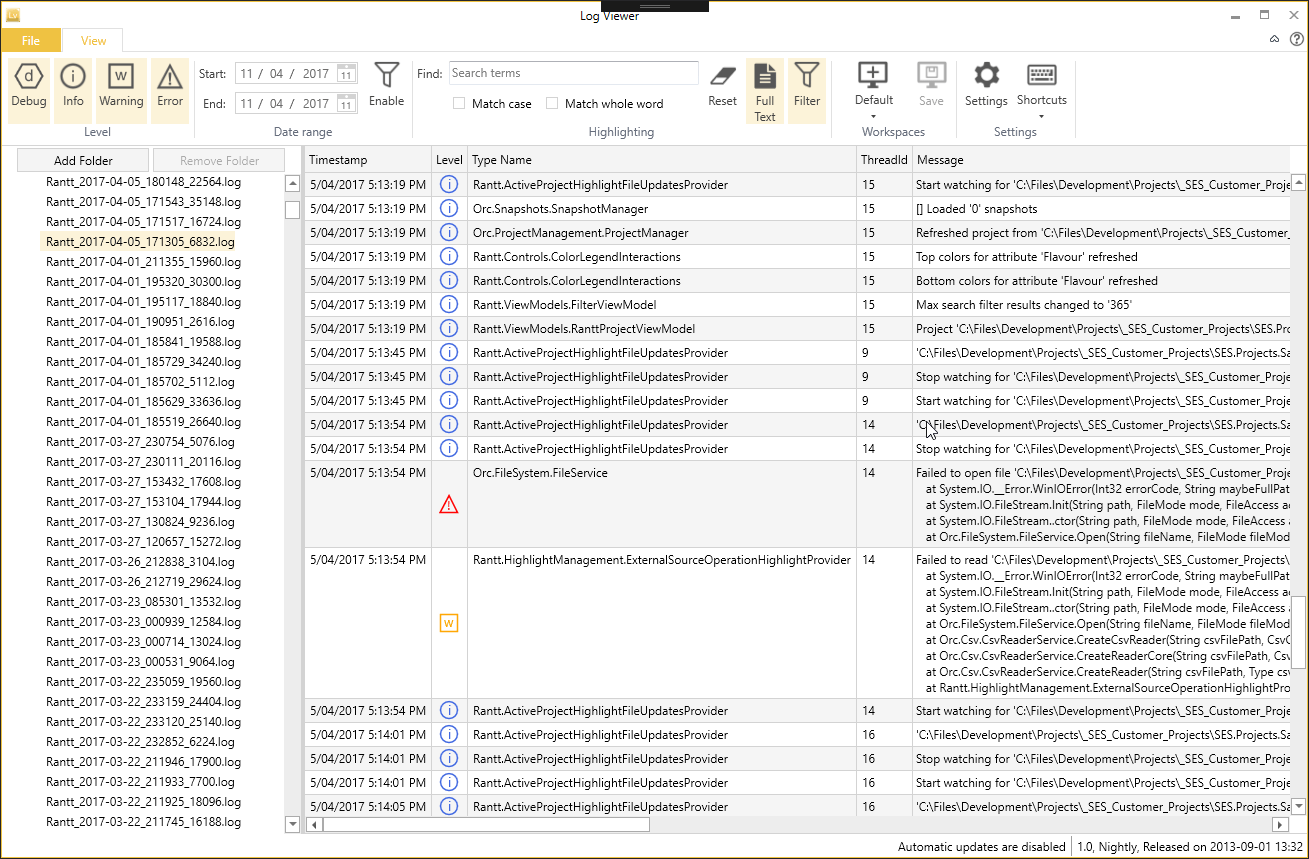 Log Viewer
File
View
Debug
Info
Warning
Error
Level
Start: 11 / 04 / 2017 11
End: 11 / 04 / 2017 11
Enable
Date range
Find: Search terms
Match case
Match whole word
Reset
Full Text
Filter
Highlighting
Default
Save
Workspaces
Settings
Shortcuts
Settings
Add Folder
Remove Folder
Rantt_2017-04-05_180148_22564.log
Rantt_2017-04-05_171543_35148.log
Rantt_2017-04-05_171517_16724.log
Rantt_2017-04-05_171305_6832.log
Rantt_2017-04-01_211355_15960.log
Rantt_2017-04-01_195320_30300.log
Rantt_2017-04-01_195117_18840.log
Rantt_2017-04-01_190951_2616.log
Rantt_2017-04-01_185841_19588.log
Rantt_2017-04-01_185729_34240.log
Rantt_2017-04-01_185702_5112.log
Rantt_2017-04-01_185629_33636.log
Rantt_2017-04-01_185519_26640.log
Rantt_2017-03-27_230754_5076.log
Rantt_2017-03-27_230111_20116.log
Rantt_2017-03-27_153432_17608.log
Rantt_2017-03-27_153104_17944.log
Rantt_2017-03-27_130824_9236.log
Rantt_2017-03-27_120657_15272.log
Rantt_2017-03-26_212838_3104.log
Rantt_2017-03-26_212719_29624.log
Rantt_2017-03-23_085301_13532.log
Rantt_2017-03-23_000939_12584.log
Rantt_2017-03-23_000714_13024.log
Rantt_2017-03-23_000531_9064.log
Rantt_2017-03-22_235059_19560.log
Rantt_2017-03-22_233159_24404.log
Rantt_2017-03-22_233120_25140.log
Rantt_2017-03-22_232852_6224.log
Rantt_2017-03-22_211946_17900.log
Rantt_2017-03-22_211933_7700.log
Rantt_2017-03-22_211925_18096.log
Rantt_2017-03-22_211745_16188.log
Timestamp Level Type Name ThreadId Message
5/04/2017 5:13:19 PM Rantt.ActiveProjectHighlightFileUpdatesProvider 15 Start watching for 'C:\Files\Development\Projects\_SES_Customer_Proje
5/04/2017 5:13:19 PM Orc.Snapshots.SnapshotManager 15 [] Loaded '0' snapshots
5/04/2017 5:13:19 PM Orc.ProjectManagement.ProjectManager 15 Refreshed project from 'C:\Files\Development\Projects\_SES_Customer_
5/04/2017 5:13:19 PM Rantt.Controls.ColorLegendInteractions 15 Top colors for attribute 'Flavour' refreshed
5/04/2017 5:13:19 PM Rantt.Controls.ColorLegendInteractions 15 Bottom colors for attribute 'Flavour' refreshed
5/04/2017 5:13:19 PM Rantt.ViewModels.FilterViewModel 15 Max search filter results changed to '365'
5/04/2017 5:13:19 PM Rantt.ViewModels.RanttProjectViewModel 15 Project 'C:\Files\Development\Projects\_SES_Customer_Projects\SES.Pro
5/04/2017 5:13:45 PM Rantt.ActiveProjectHighlightFileUpdatesProvider 9 'C:\Files\Development\Projects\_SES_Customer_Projects\SES.Projects.Sa
5/04/2017 5:13:45 PM Rantt.ActiveProjectHighlightFileUpdatesProvider 9 Stop watching for 'C:\Files\Development\Projects\_SES_Customer_Proje
5/04/2017 5:13:45 PM Rantt.ActiveProjectHighlightFileUpdatesProvider 9 Start watching for 'C:\Files\Development\Projects\_SES_Customer_Proje
5/04/2017 5:13:54 PM Rantt.ActiveProjectHighlightFileUpdatesProvider 14 'C:\Files\Development\Projects\_SES_Customer_Projects\SES.Projects.Sa
5/04/2017 5:13:54 PM Rantt.ActiveProjectHighlightFileUpdatesProvider 14 Stop watching for 'C:\Files\Development\Projects\_SES_Customer_Proje
5/04/2017 5:13:54 PM Orc.FileSystem.FileService 14 Failed to open file 'C:\Files\Development\Projects\_SES_Customer_Proje
at System.IO.__Error.WinIOError(Int32 errorCode, String maybeFullPat
at System.IO.FileStream.Init(String path, FileMode mode, FileAccess a
at System.IO.FileStream..ctor(String path, FileMode mode, FileAccess
at Orc.FileSystem.FileService.Open(String fileName, FileMode fileMod
5/04/2017 5:13:54 PM W Rantt.HighlightManagement.ExternalSourceOperationHighlightProvider 14 Failed to read 'C:\Files\Development\Projects\_SES_Customer_Projects\
at System.IO.__Error.WinIOError(Int32 errorCode, String maybeFullPat
at System.IO.FileStream.Init(String path, FileMode mode, FileAccess a
at System.IO.FileStream..ctor(String path, FileMode mode, FileAccess
at Orc.FileSystem.FileService.Open(String fileName, FileMode fileMod
at Orc.Csv.CsvReaderService.CreateCsvReader(String csvFilePath, CsvC
at Orc.Csv.CsvReaderService.CreateReaderCore(String csvFilePath, Csv
at Orc.Csv.CsvReaderService.CreateReader(String csvFilePath, Type csv
at Rantt.HighlightManagement.ExternalSourceOperationHighlightPro
5/04/2017 5:13:54 PM Rantt.ActiveProjectHighlightFileUpdatesProvider 14 Start watching for 'C:\Files\Development\Projects\_SES_Customer_Proje
5/04/2017 5:14:01 PM Rantt.ActiveProjectHighlightFileUpdatesProvider 16 'C:\Files\Development\Projects\_SES_Customer_Projects\SES.Projects.Sa
5/04/2017 5:14:01 PM Rantt.ActiveProjectHighlightFileUpdatesProvider 16 Stop watching for 'C:\Files\Development\Projects\_SES_Customer_Proje
5/04/2017 5:14:01 PM Rantt.ActiveProjectHighlightFileUpdatesProvider 16 Start watching for 'C:\Files\Development\Projects\_SES_Customer_Proje
5/04/2017 5:14:05 PM Rantt.ActiveProjectHighlightFileUpdatesProvider 16 'C:\Files\Development\Projects\_SES_Customer_Projects\SES.Projects.Sa
Automatic updates are disabled
1.0, Nightly, Released on 2013-09-01 13:32